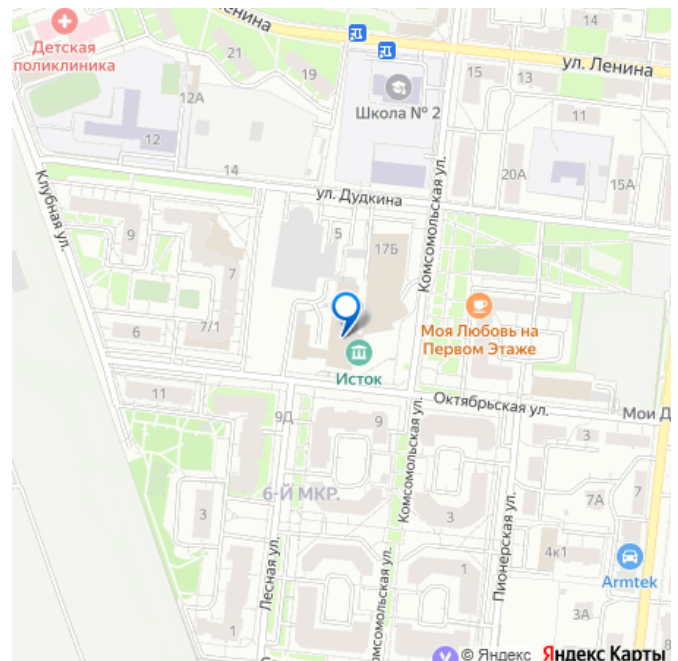 Ленина
Детская
поликлиника
21
19
15
13
14
ул. Ленина
12А
Школа № 2
11
12
14
20А
15А
ул. Дудкина
Клубная ул.
Комсомольская ул.
9
5
17Б
7
7/1
6
Моя Любовь на
Первом Этаже
Исток
11
9Д
9
Октябрьская ул.
Мои Д
3
6-Й МКР.
Комсомольская ул.
3
3
7А
7
Лесная ул.
Пионерская ул.
4к1
1
Armtek
3А
1
омсомольская ул.
© Яндекс Яндекс Карты